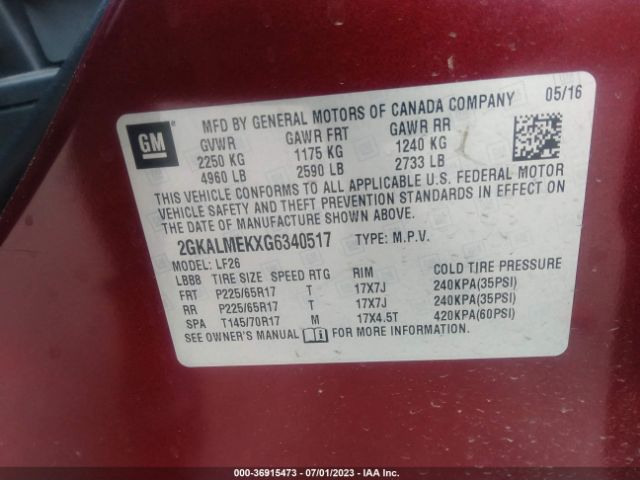 MFD BY GENERAL MOTORS OF CANADA COMPANY 05/16
GM
GVWR GAWR FRT GAWR RR
2250 KG 1175 KG 1240 KG
4960 LB 2590 LB 2733 LB
THIS VEHICLE CONFORMS TO ALL APPLICABLE U.S. FEDERAL MOTOR
VEHICLE SAFETY AND THEFT PREVENTION STANDARDS IN EFFECT ON
THE DATE OF MANUFACTURE SHOWN ABOVE.
2GKALMEKXG6340517 TYPE: M.P.V.
MODEL: LF26
LBBB TIRE SIZE SPEED RTG RIM COLD TIRE PRESSURE
FRT P225/65R17 T 17X7J 240KPA(35PSI)
RR P225/65R17 T 17X7J 240KPA(35PSI)
SPA T145/70R17 M 17X4.5T 420KPA(60PSI)
SEE OWNER'S MANUAL FOR MORE INFORMATION.
000-36915473 - 07/01/2023 - IAA Inc.